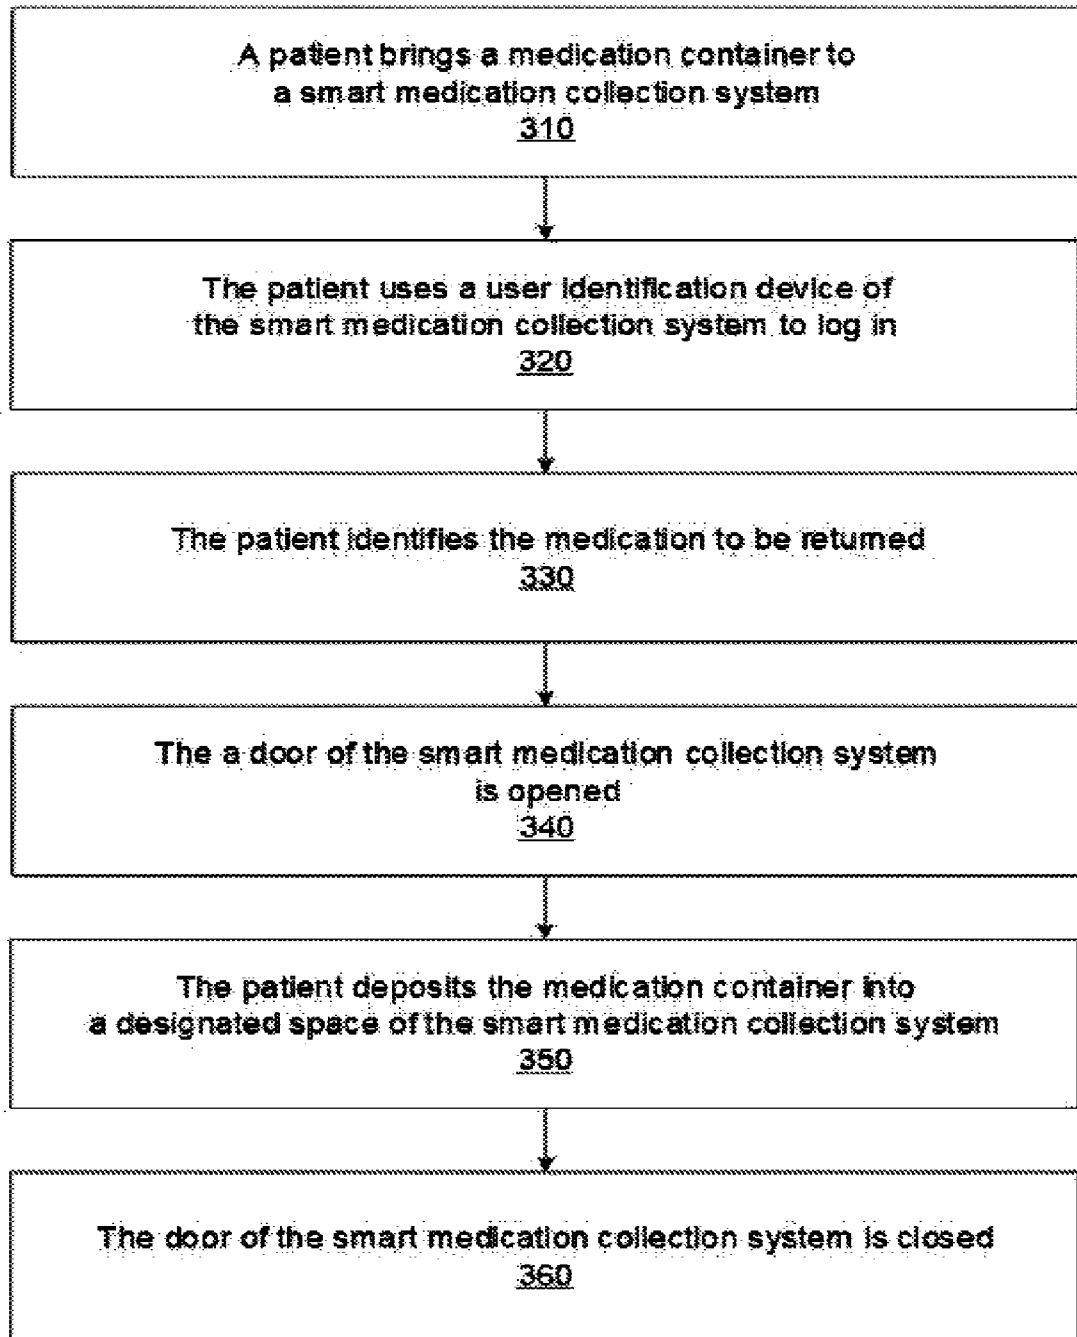 A patient brings a medication container to
a smart medication collection system
310
The patient uses a user identification device of
the smart medication collection system to log in
320
The patient identifies the medication to be returned
330
The a door of the smart medication collection system
is opened
340
The patient deposits the medication container into
a designated space of the smart medication collection system
350
The door of the smart medication collection system is closed
360